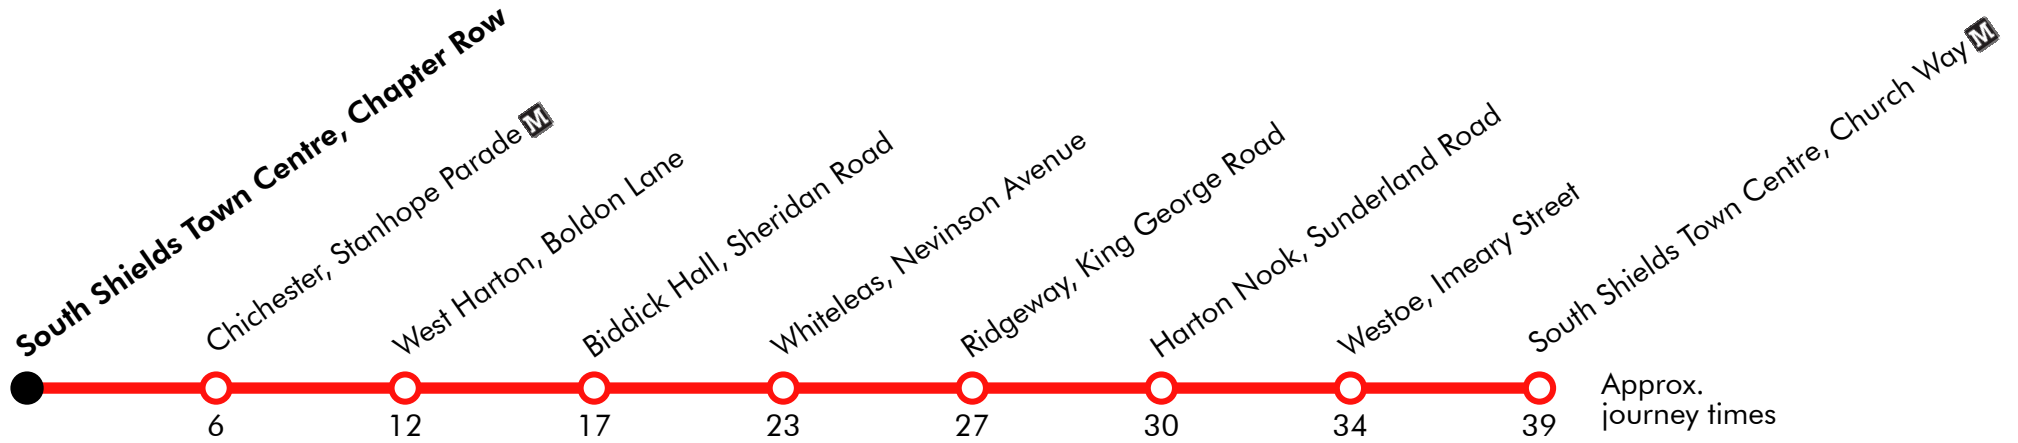 South Shields Town Centre, Chapter Row
Chichester, Stanhope Parade M
West Harton, Boldon Lane
Biddick Hall, Sheridan Road
Whiteleas, Nevinson Avenue
Ridgeway, King George Road
Harton Nook, Sunderland Road
Westoe, Imeary Street
South Shields Town Centre, Church Way M
6 12 17 23 27 30 34 39
Approx.
journey times